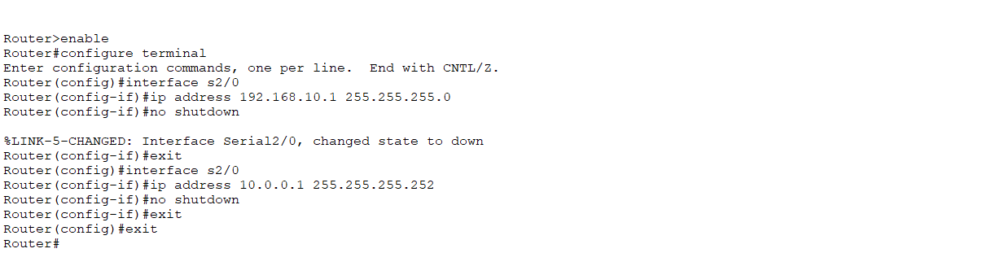 Router>enable
Router#configure terminal
Enter configuration commands, one per line.  End with CNTL/Z.
Router(config)#interface s2/0
Router(config-if)#ip address 192.168.10.1 255.255.255.0
Router(config-if)#no shutdown

%LINK-5-CHANGED: Interface Serial2/0, changed state to down
Router(config-if)#exit
Router(config)#interface s2/0
Router(config-if)#ip address 10.0.0.1 255.255.255.252
Router(config-if)#no shutdown
Router(config-if)#exit
Router(config)#exit
Router#